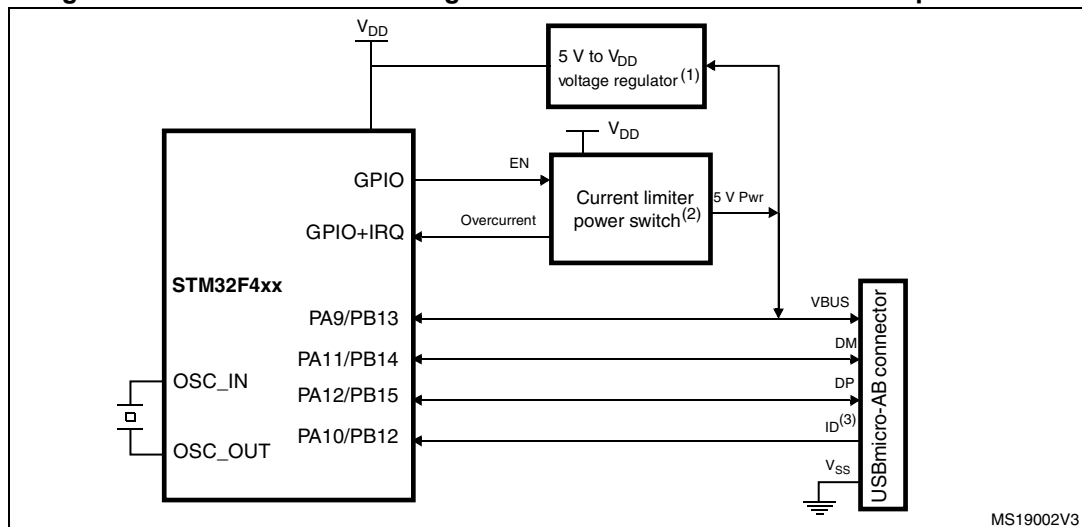 V_DD
5 V to V_DD
voltage regulator(1)
V_DD
GPIO
EN
Current limiter
power switch(2)
5 V Pwr
GPIO+IRQ
Overcurrent
STM32F4xx
PA9/PB13
VBUS
PA11/PB14
DM
OSC_IN
PA12/PB15
DP
PA10/PB12
ID(3)
OSC_OUT
V_SS
USBmicro-AB connector
MS19002V3